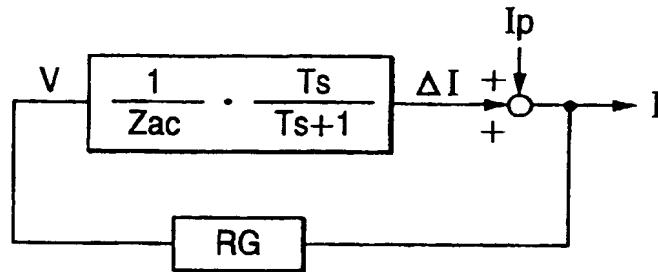 Ip
V
1/Zac · Ts/Ts+1
ΔI
+
+
I
RG